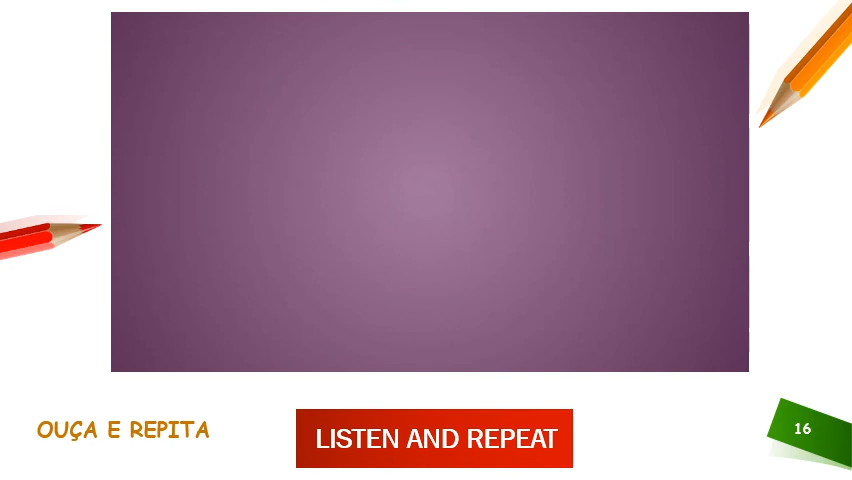 OUÇA E REPITA
LISTEN AND REPEAT
16